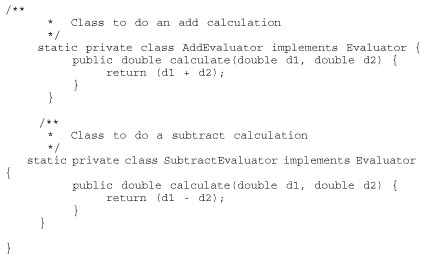 /**
* Class to do an add calculation
*/
static private class AddEvaluator implements Evaluator {
public double calculate(double d1, double d2) {
return (d1 + d2);
}
}
/**
* Class to do a subtract calculation
*/
static private class SubtractEvaluator implements Evaluator
{
public double calculate(double d1, double d2) {
return (d1 - d2);
}
}
}